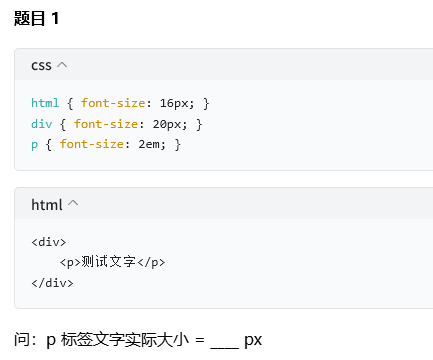 题目 1
css
html { font-size: 16px; }
div { font-size: 20px; }
p { font-size: 2em; }
html
<div>
    <p>测试文字</p>
</div>
问：p 标签文字实际大小 = ____ px